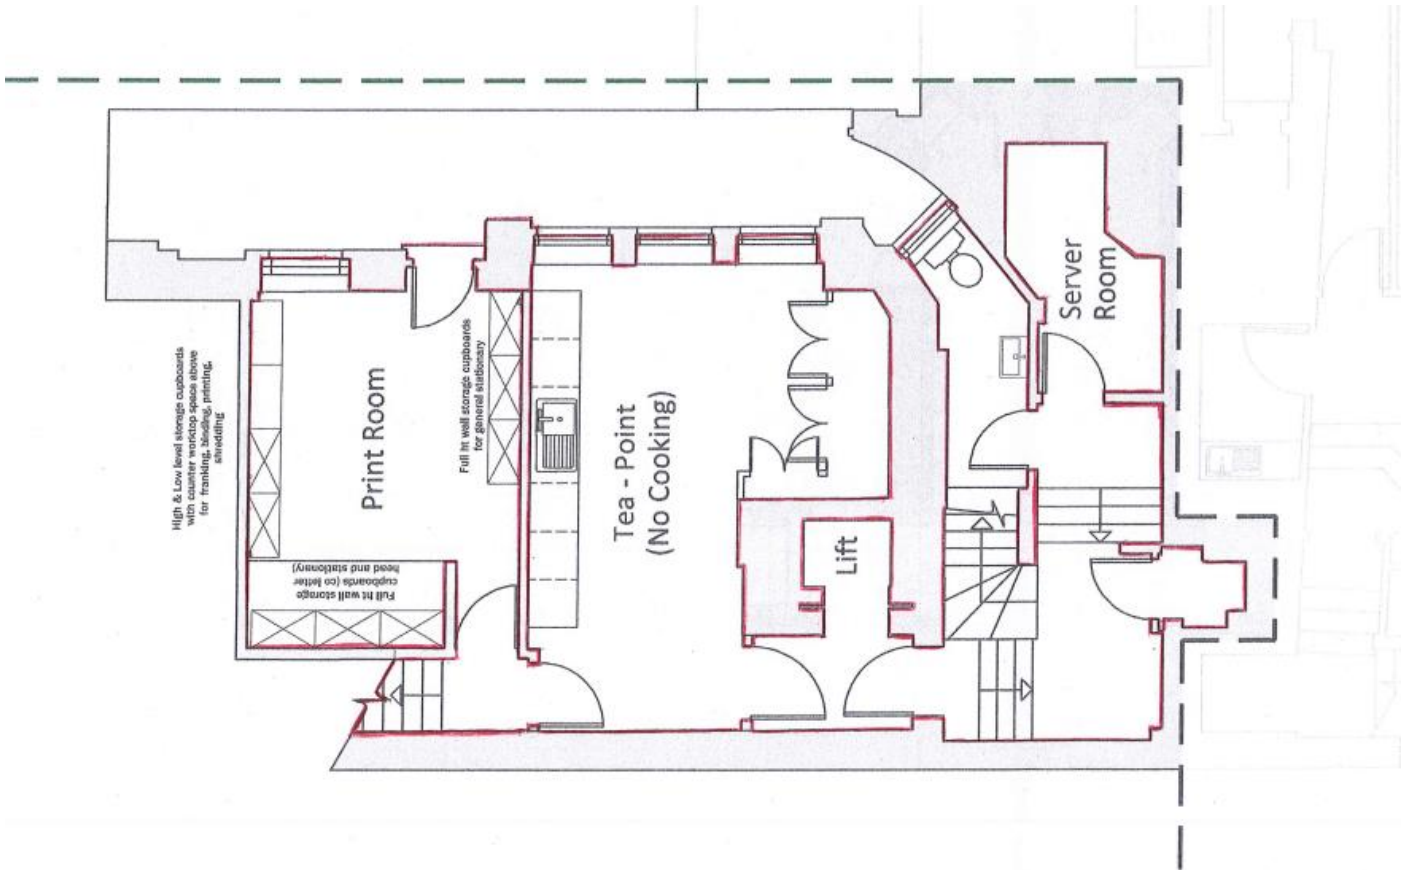 High & Low level storage cupboards
with counter worktop space above
for franking, binding, printing,
shredding
Print Room
Full ht wall storage cupboards
for general stationary
Full ht wall storage
cupboards (co letter
head and stationary)
Tea - Point
(No Cooking)
Lift
Server
Room